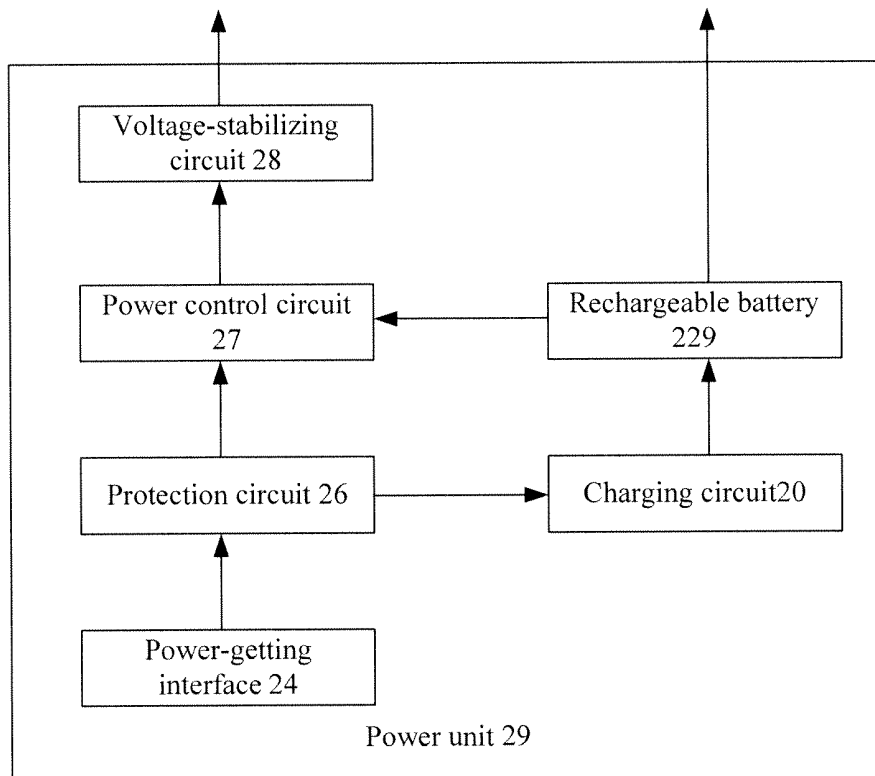 Voltage-stabilizing
circuit 28
Power control circuit
27
Rechargeable battery
229
Protection circuit 26
Charging circuit20
Power-getting
interface 24
Power unit 29